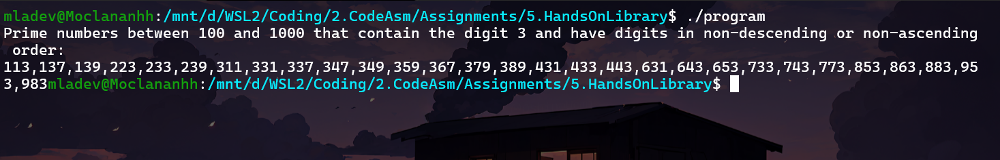 mladev@Moclananhh:/mnt/d/WSL2/Coding/2.CodeAsm/Assignments/5.HandsOnLibrary$ ./program
Prime numbers between 100 and 1000 that contain the digit 3 and have digits in non-descending or non-ascending
 order:
113,137,139,223,233,239,311,331,337,347,349,359,367,379,389,431,433,443,631,643,653,733,743,773,853,863,883,95
3,983mladev@Moclananhh:/mnt/d/WSL2/Coding/2.CodeAsm/Assignments/5.HandsOnLibrary$